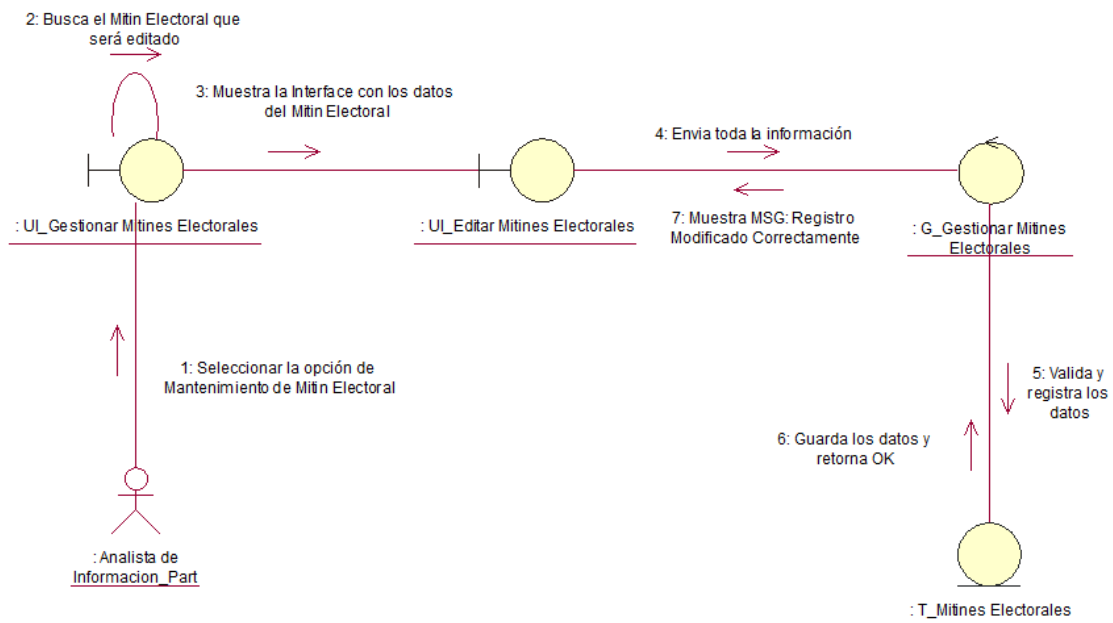 2: Busca el Mitin Electoral que
será editado
3: Muestra la Interface con los datos
del Mitin Electoral
4: Envia toda la información
7: Muestra MSG: Registro
Modificado Correctamente
: UI_Gestionar Mitines Electorales
: UI_Editar Mitines Electorales
: G_Gestionar Mitines
Electorales
1: Seleccionar la opción de
Mantenimiento de Mitin Electoral
5: Valida y
registra los
datos
6: Guarda los datos y
retorna OK
: Analista de
Informacion_Part
: T_Mitines Electorales